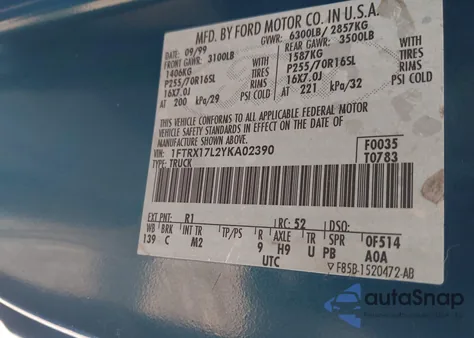 MFD. BY FORD MOTOR CO. IN U.S.A.
09/99 GVWR: 6300LB/ 2857KG
FRONT GAWR: 3100LB REAR GAWR: 3500LB
1406KG 1587KG
P255/70R16SL TIRES P255/70R16SL TIRES
16X7.0J RIMS 16X7.0J RIMS
AT 200 kPa/29 PSI COLD AT 221 kPa/32 PSI COLD
THIS VEHICLE CONFORMS TO ALL APPLICABLE FEDERAL MOTOR
VEHICLE SAFETY STANDARDS IN EFFECT ON THE DATE OF
MANUFACTURE SHOWN ABOVE.
VIN: 1FTRX17L2YKA02390 F0035
TYPE: TRUCK T0783
EXT PNT: R1 RC: 52 DSO:
WB BRK INT TR TP/PS R AXLE TR SPR 0F514
139 C M2 9 H9 U PB A0A
UTC F85B-1520472-AB
autoSnap